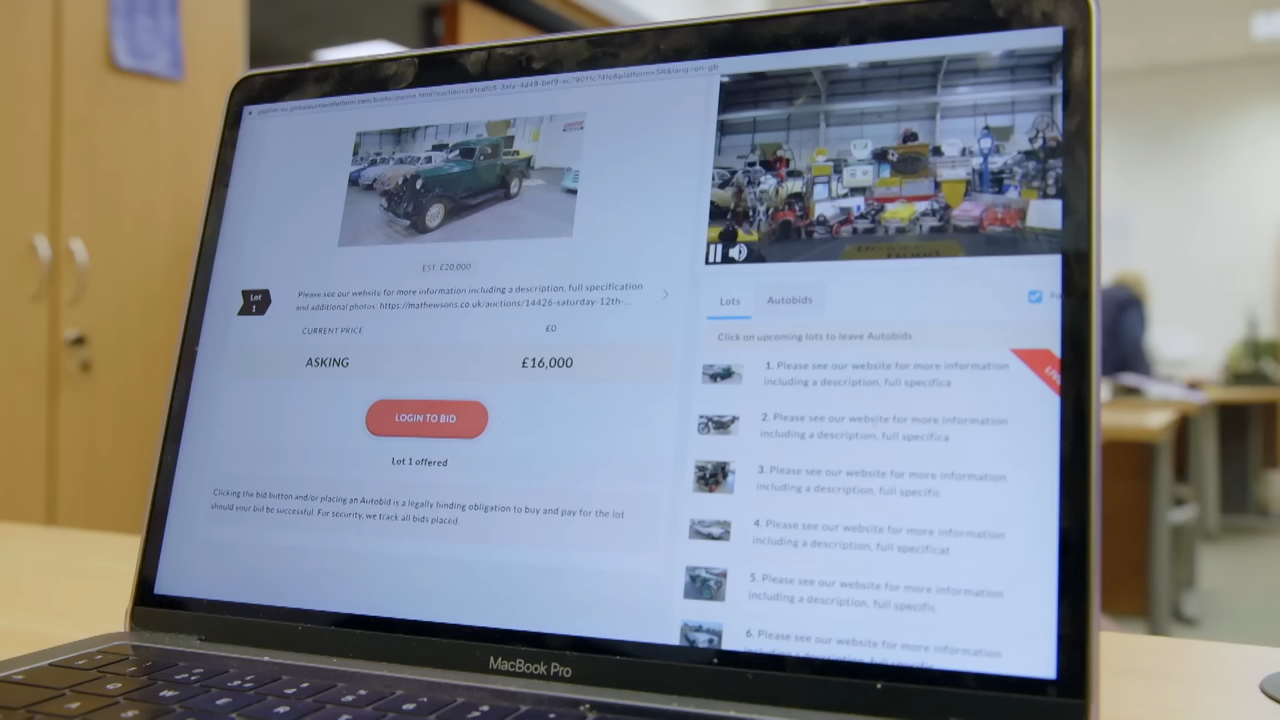 EST. £20,000
Lot
1
Please see our website for more information including a description, full specification
and additional photos: https://mathewsons.co.uk/auctions/14426-saturday-12th-...
CURRENT PRICE £0
ASKING £16,000
LOGIN TO BID
Lot 1 offered
Clicking the bid button and/or placing an Autobid is a legally binding obligation to buy and pay for the lot
should your bid be successful. For security, we track all bids placed.
Lots Autobids
Click on upcoming lots to leave Autobids
1. Please see our website for more information
including a description, full specifica
2. Please see our website for more information
including a description, full specifica
3. Please see our website for more information
including a description, full specific
4. Please see our website for more information
including a description, full specificat
5. Please see our website for more information
including a description, full specific
6. Please see our website for more information
including a description, full specific
MacBook Pro